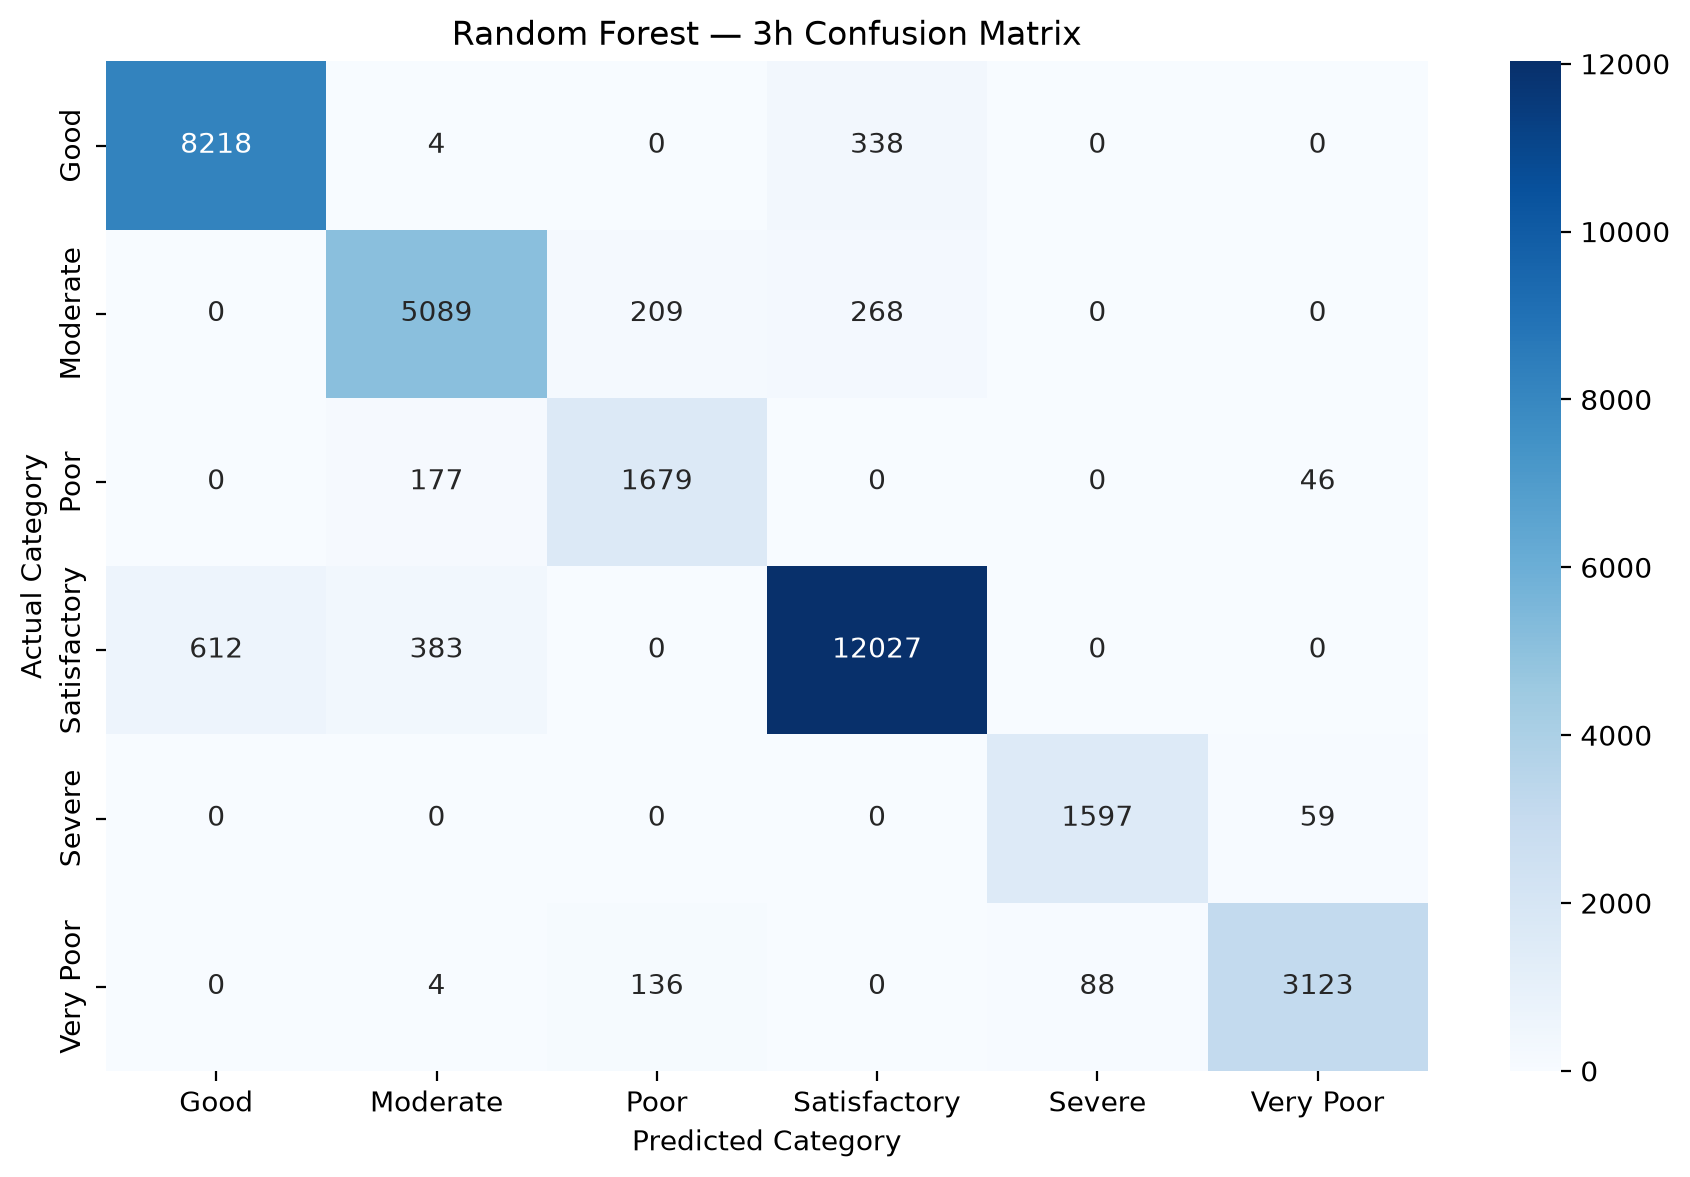 Random Forest — 3h Confusion Matrix
Good 8218 4 0 338 0 0
Moderate 0 5089 209 268 0 0
Poor 0 177 1679 0 0 46
Satisfactory 612 383 0 12027 0 0
Severe 0 0 0 0 1597 59
Very Poor 0 4 136 0 88 3123
Good Moderate Poor Satisfactory Severe Very Poor
Predicted Category
Actual Category
12000
10000
8000
6000
4000
2000
0